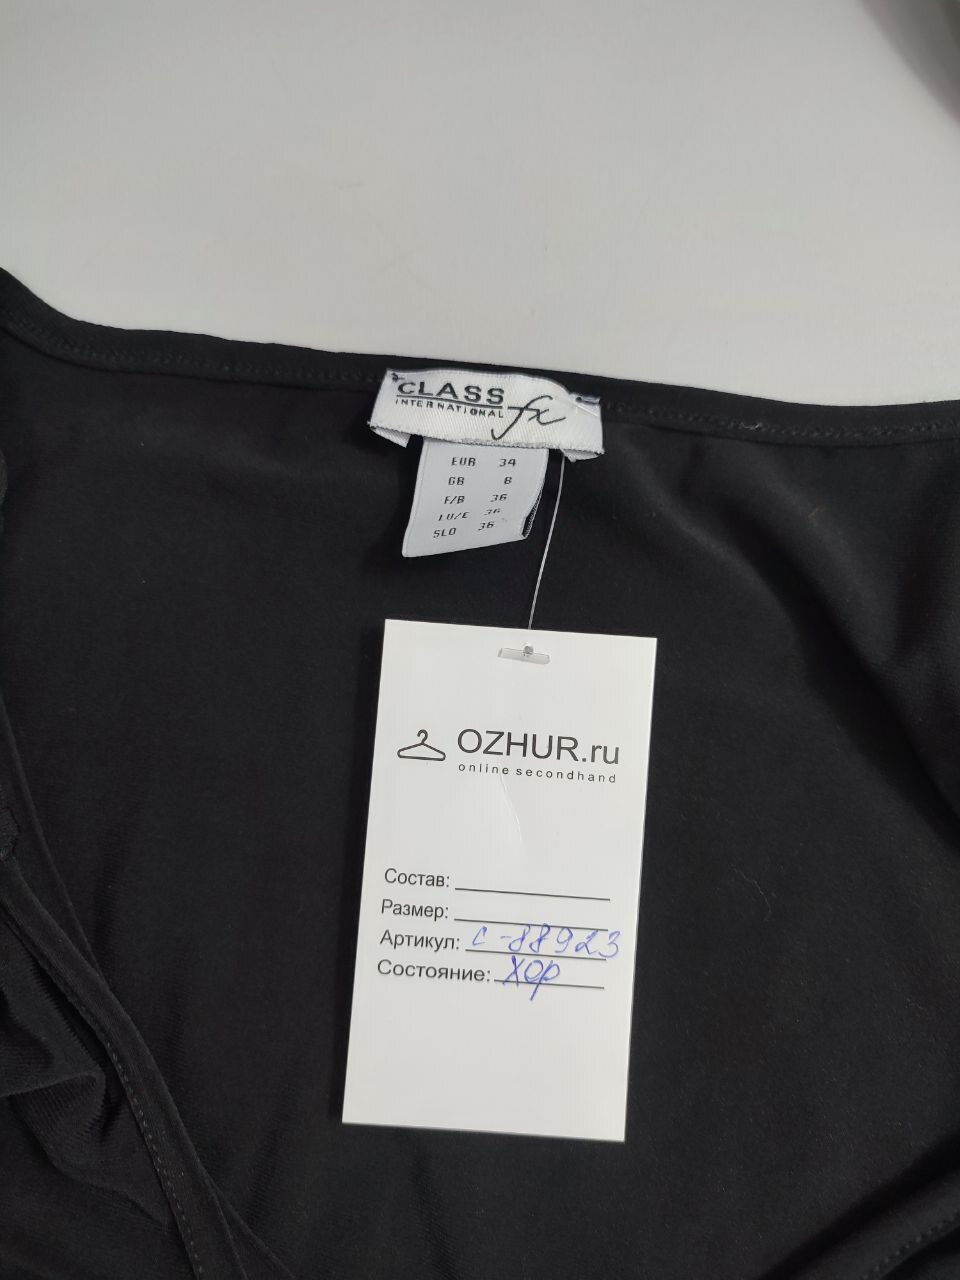 CLASS
INTERNATIONAL
fx
EUR 34
GB 8
F/B 36
I U/E 36
SLO 36
OZHUR.ru
online secondhand
Состав:
Размер:
Артикул: С-88923
Состояние: ХОР